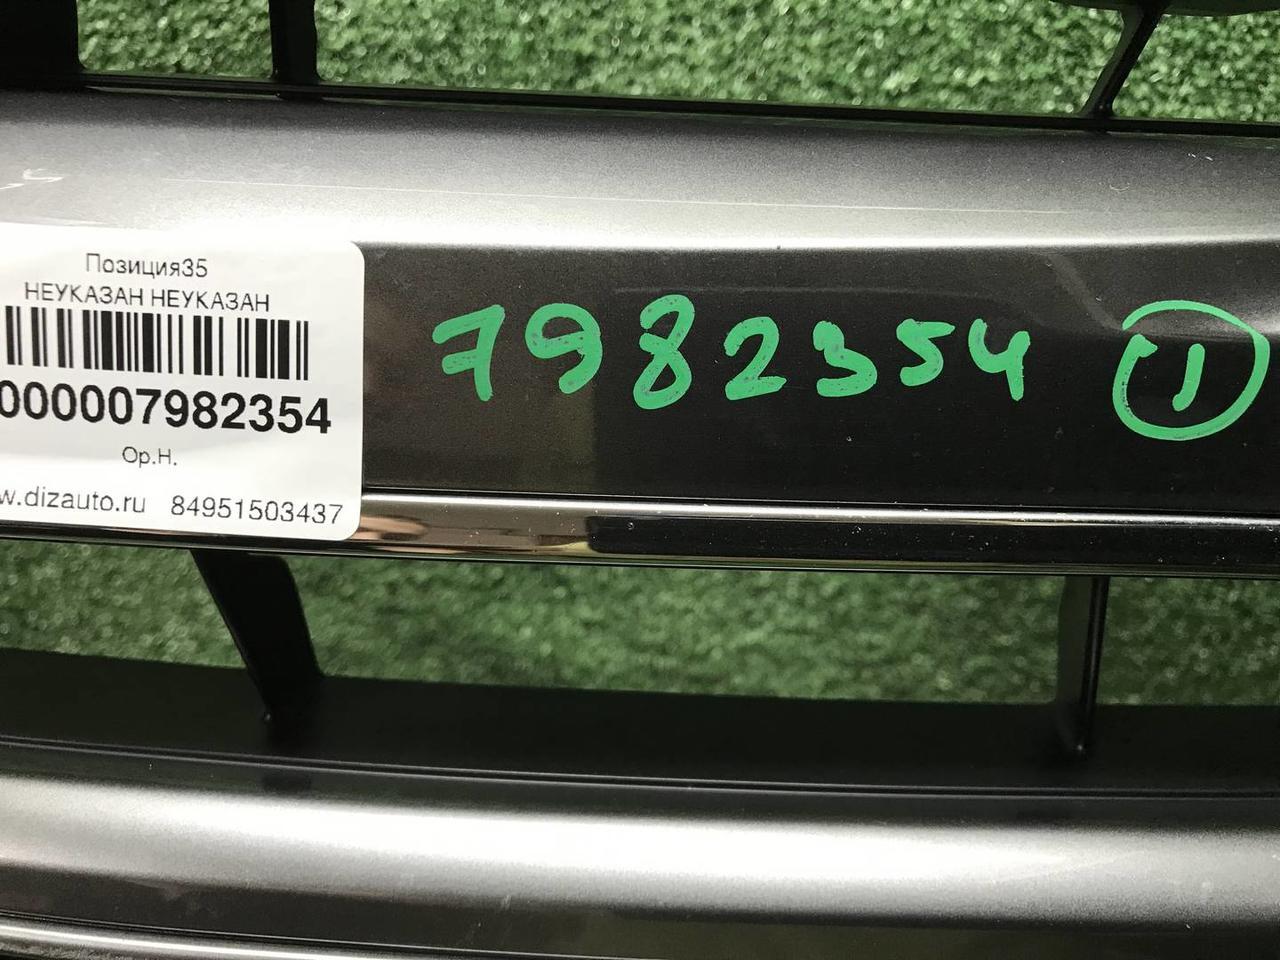 Позиция35
НЕУКАЗАН НЕУКАЗАН
000007982354
Ор.Н.
w.dizauto.ru 84951503437
7982354 1